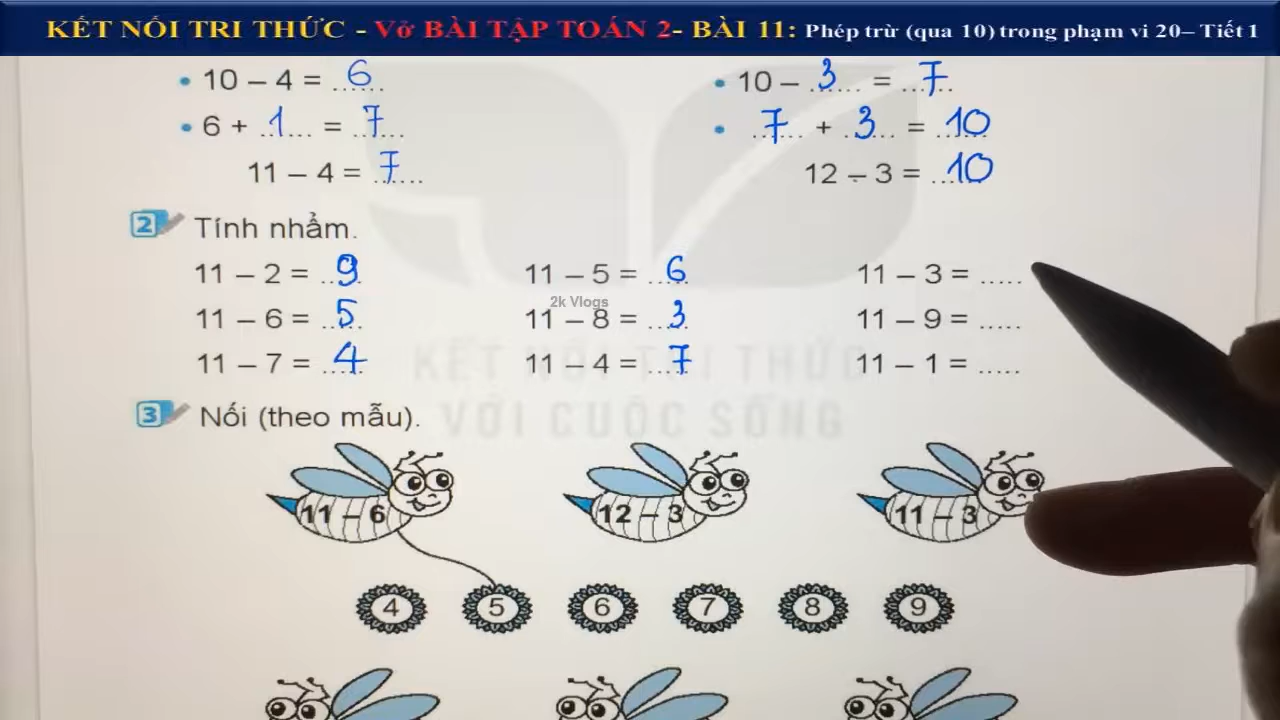 KẾT NỐI TRI THỨC - Vở BÀI TẬP TOÁN 2- BÀI 11: Phép trừ (qua 10) trong phạm vi 20– Tiết 1
• 10 – 4 = 6
• 10 – 3 = 7
• 6 + 1 = 7
• 7 + 3 = 10
11 – 4 = 7
12 – 3 = 10
2 Tính nhẩm.
11 – 2 = 9
11 – 5 = 6
11 – 3 = .....
2k Vlogs
11 – 6 = 5
11 – 8 = 3
11 – 9 = .....
11 – 7 = 4
11 – 4 = 7
11 – 1 = .....
KẾT NỐI TRI THỨC
VỚI CUỘC SỐNG
3 Nối (theo mẫu).
11 – 6
12 – 3
11 – 3
4 5 6 7 8 9